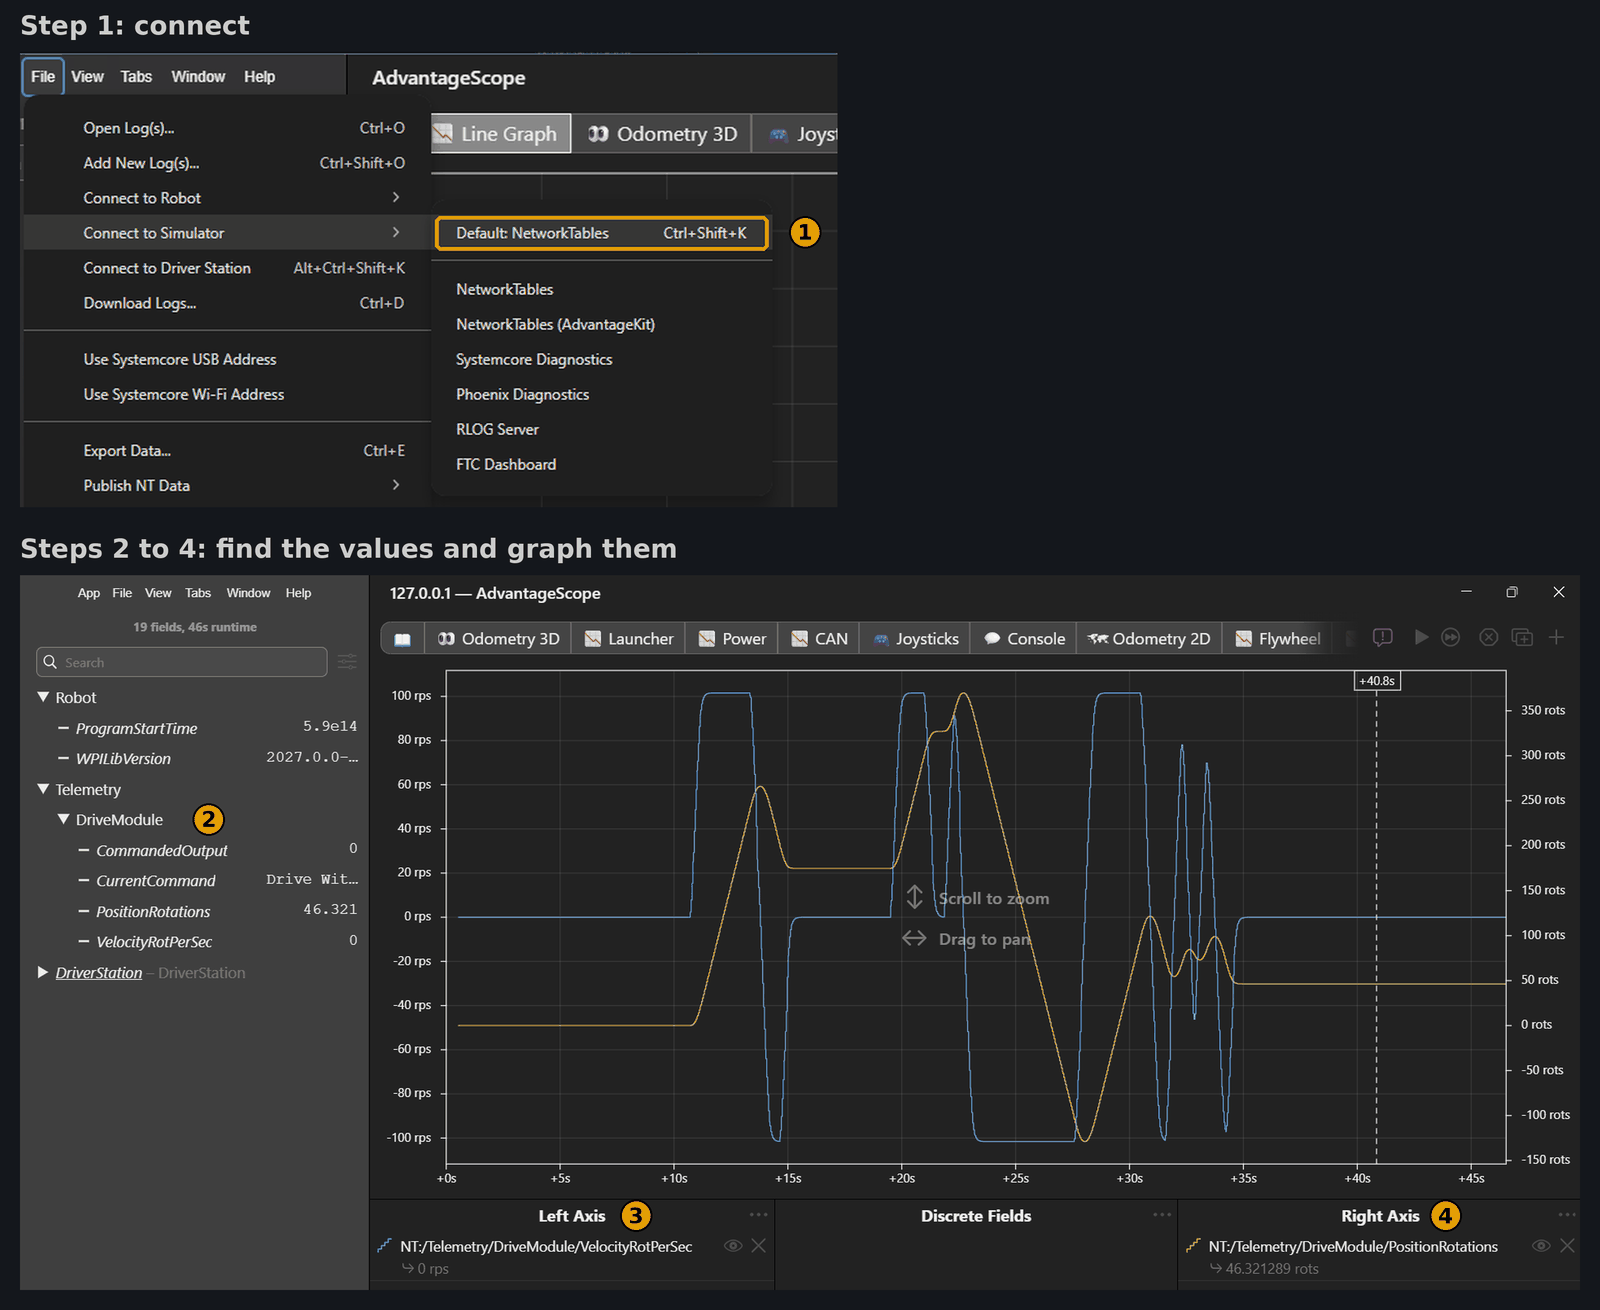 Step 1: connect
File View Tabs Window Help
AdvantageScope
Open Log(s)... Ctrl+O
Line Graph Odometry 3D
Add New Log(s)... Ctrl+Shift+O
Connect to Robot
Connect to Simulator
Default: NetworkTables Ctrl+Shift+K
1
Connect to Driver Station Alt+Ctrl+Shift+K
Download Logs... Ctrl+D
NetworkTables
NetworkTables (AdvantageKit)
Use Systemcore USB Address
Systemcore Diagnostics
Use Systemcore Wi-Fi Address
Phoenix Diagnostics
RLOG Server
Export Data... Ctrl+E
FTC Dashboard
Publish NT Data
Steps 2 to 4: find the values and graph them
App File View Tabs Window Help
127.0.0.1 — AdvantageScope
19 fields, 46s runtime
Odometry 3D Launcher Power CAN Joysticks Console Odometry 2D Flywheel
Search
Robot
ProgramStartTime 5.9e14
WPILibVersion 2027.0.0-…
Telemetry
DriveModule 2
CommandedOutput 0
CurrentCommand Drive Wit…
PositionRotations 46.321
VelocityRotPerSec 0
DriverStation – DriverStation
+40.8s
100 rps
80 rps
60 rps
40 rps
20 rps
0 rps
-20 rps
-40 rps
-60 rps
-80 rps
-100 rps
Scroll to zoom
Drag to pan
350 rots
300 rots
250 rots
200 rots
150 rots
100 rots
50 rots
0 rots
-50 rots
-100 rots
-150 rots
+0s +5s +10s +15s +20s +25s +30s +35s +40s +45s
Left Axis 3
NT:/Telemetry/DriveModule/VelocityRotPerSec
0 rps
Discrete Fields
Right Axis 4
NT:/Telemetry/DriveModule/PositionRotations
46.321289 rots